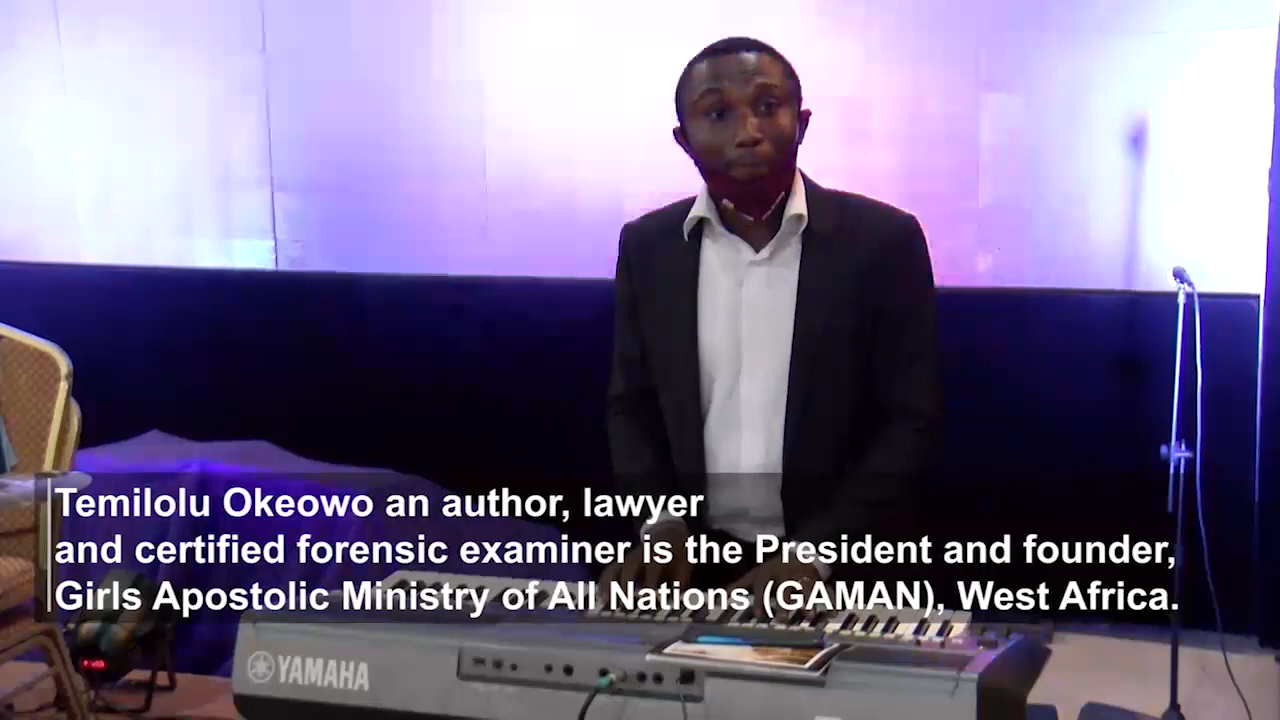 Temilolu Okeowo an author, lawyer
and certified forensic examiner is the President and founder,
Girls Apostolic Ministry of All Nations (GAMAN), West Africa.
YAMAHA